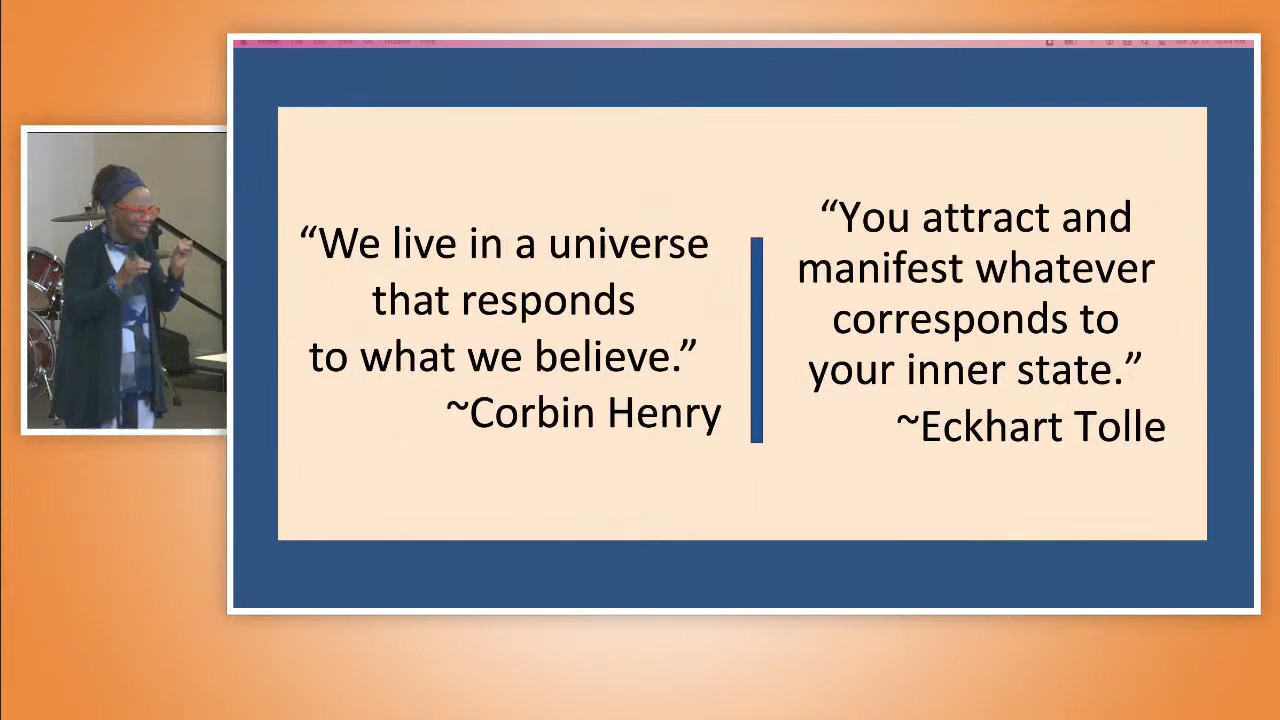 “We live in a universe
that responds
to what we believe.”
~Corbin Henry
“You attract and
manifest whatever
corresponds to
your inner state.”
~Eckhart Tolle